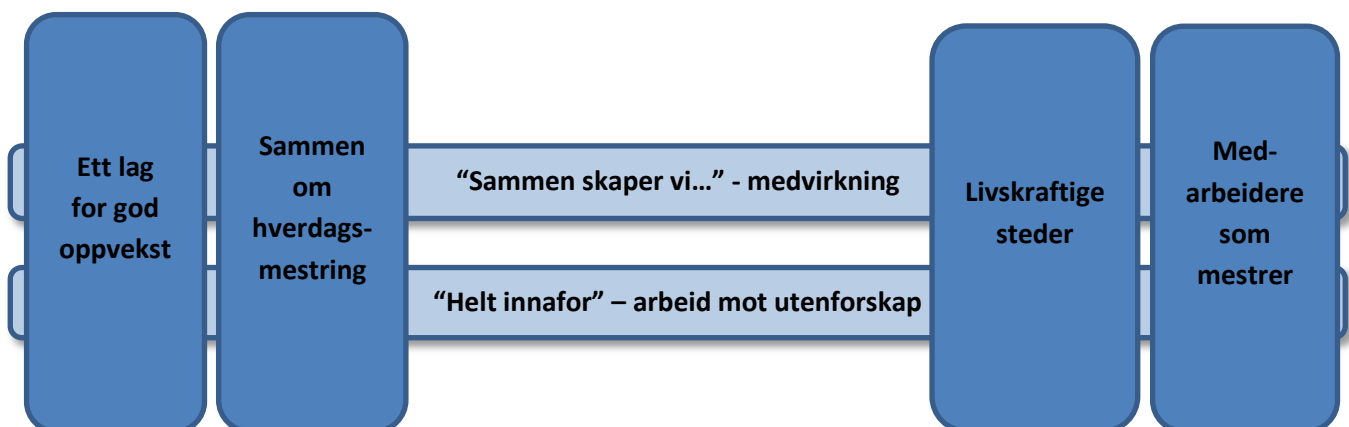 Ett lag
for god
oppvekst
Sammen
om
hverdags-
mestring
“Sammen skaper vi…” - medvirkning
“Helt innafor” – arbeid mot utenforskap
Livskraftige
steder
Med-
arbeidere
som
mestrer